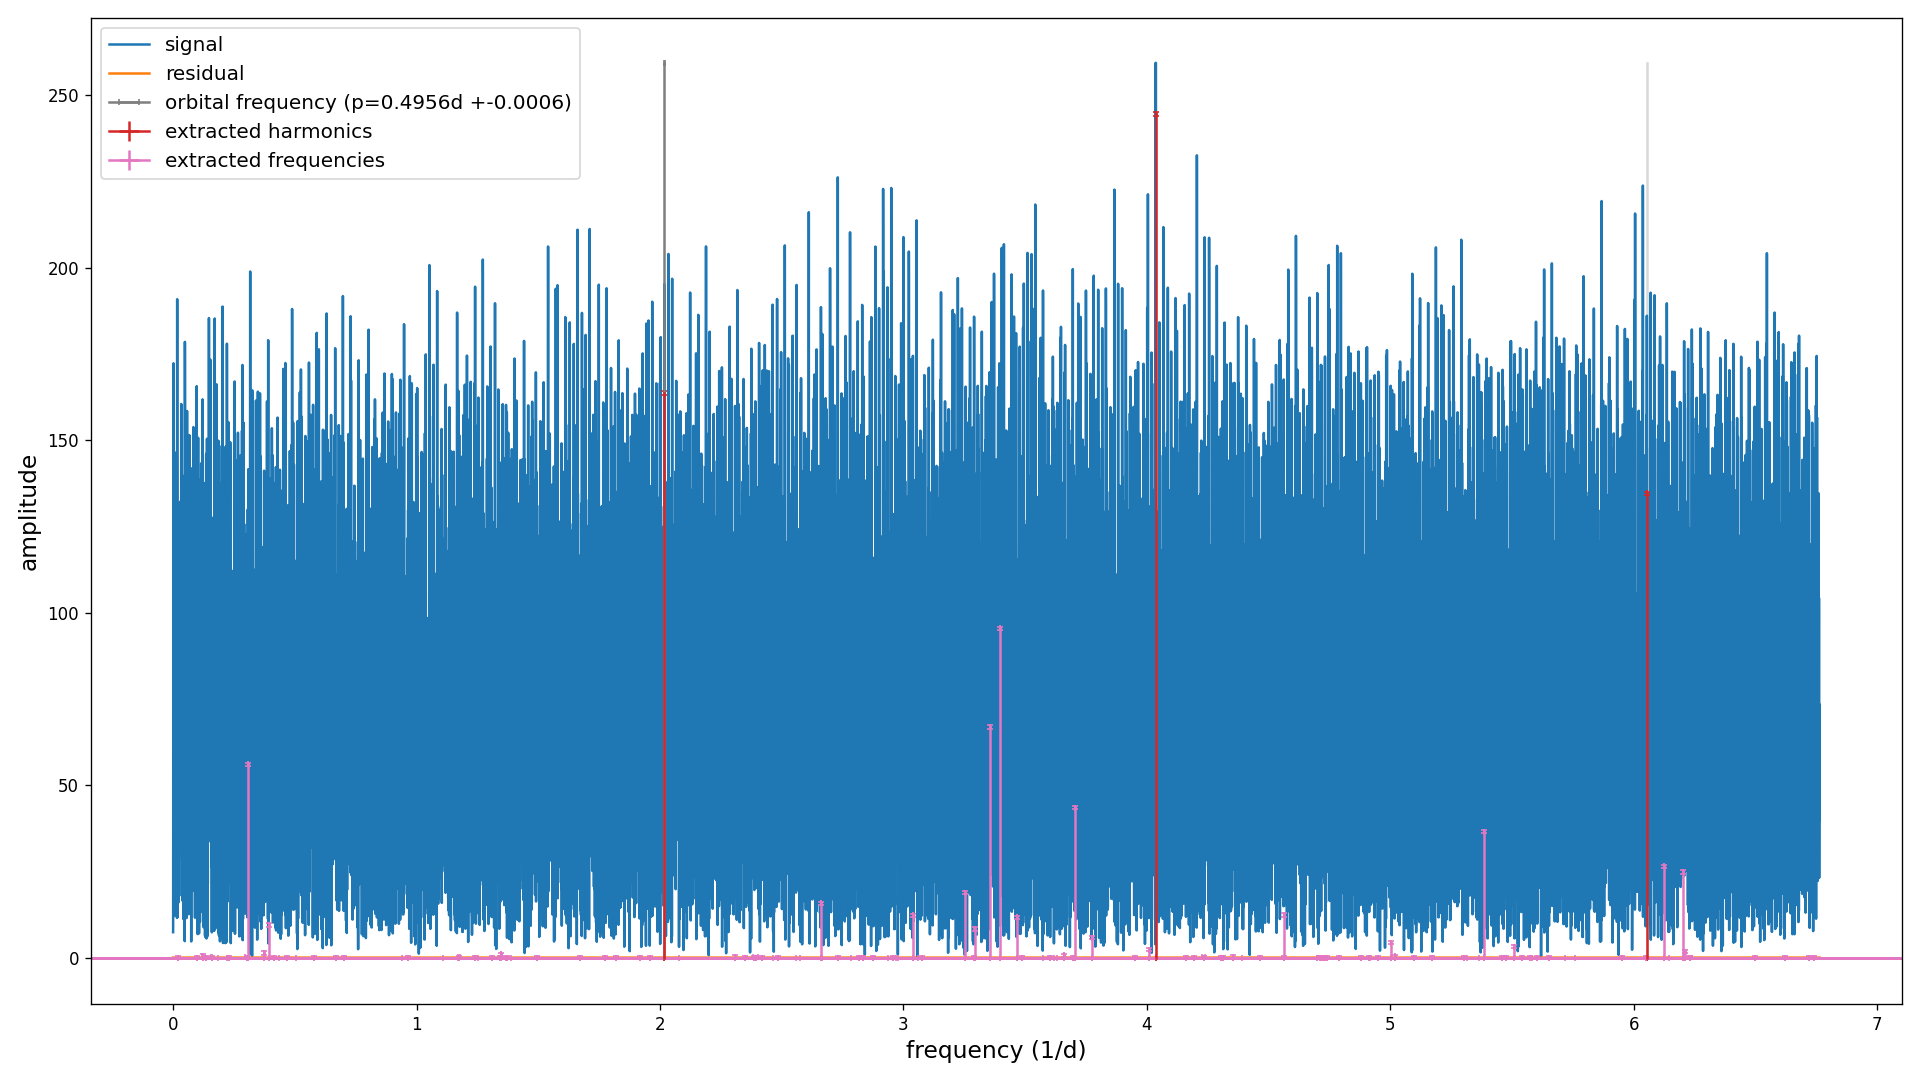 signal
residual
orbital frequency (p=0.4956d +-0.0006)
extracted harmonics
extracted frequencies
250
200
150
100
50
0
amplitude
0 1 2 3 4 5 6 7
frequency (1/d)